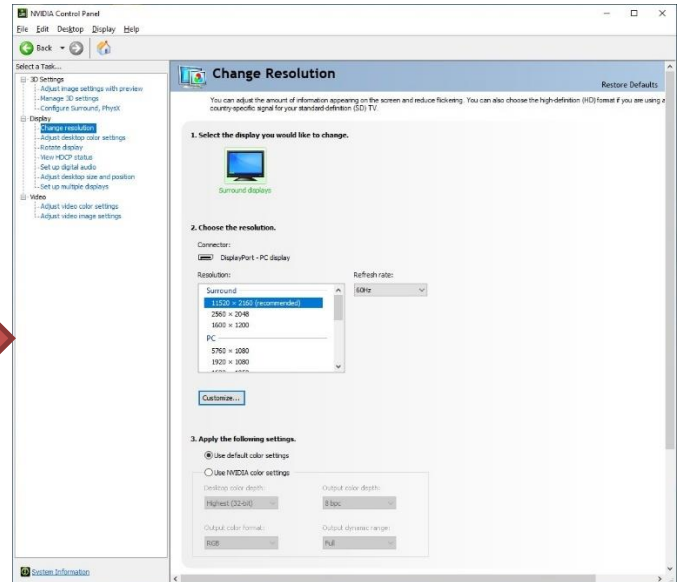 NVIDIA Control Panel
File Edit Desktop Display Help
Back
Select a Task...
3D Settings
Adjust image settings with preview
Manage 3D settings
Configure Surround, PhysX
Display
Change resolution
Adjust desktop color settings
Rotate display
View HDCP status
Set up digital audio
Adjust desktop size and position
Set up multiple displays
Video
Adjust video color settings
Adjust video image settings
System Information
Change Resolution
Restore Defaults
You can adjust the amount of information appearing on the screen and reduce flickering. You can also choose the high-definition (HD) format if you are using a
country-specific signal for your standard-definition (SD) TV.
1. Select the display you would like to change.
Surround displays
2. Choose the resolution.
Connector:
DisplayPort - PC display
Resolution:
Refresh rate:
Surround
11520 × 2160 (recommended)
60Hz
2560 × 2048
1600 × 1200
PC
5760 × 1080
1920 × 1080
Customize...
3. Apply the following settings.
Use default color settings
Use NVIDIA color settings
Desktop color depth:
Output color depth:
Highest (32-bit)
8 bpc
Output color format:
Output dynamic range:
RGB
Full